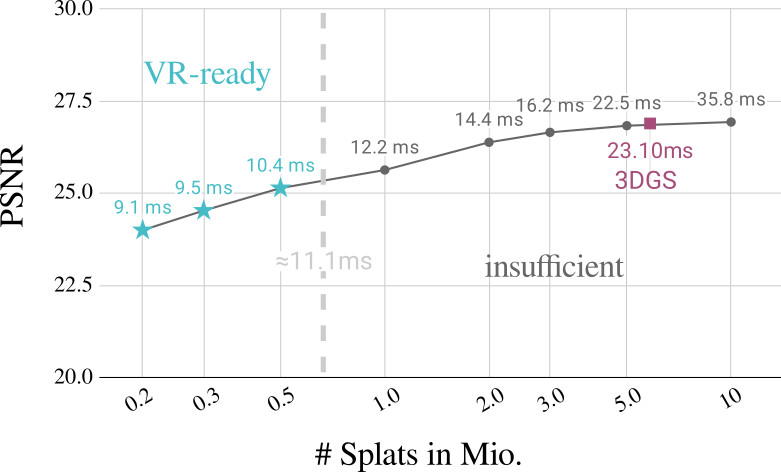 30.0
VR-ready
27.5
9.1 ms
9.5 ms
10.4 ms
12.2 ms
14.4 ms
16.2 ms
22.5 ms
35.8 ms
23.10ms
3DGS
25.0
PSNR
≈11.1ms
insufficient
22.5
20.0
0.2
0.3
0.5
1.0
2.0
3.0
5.0
10
# Splats in Mio.